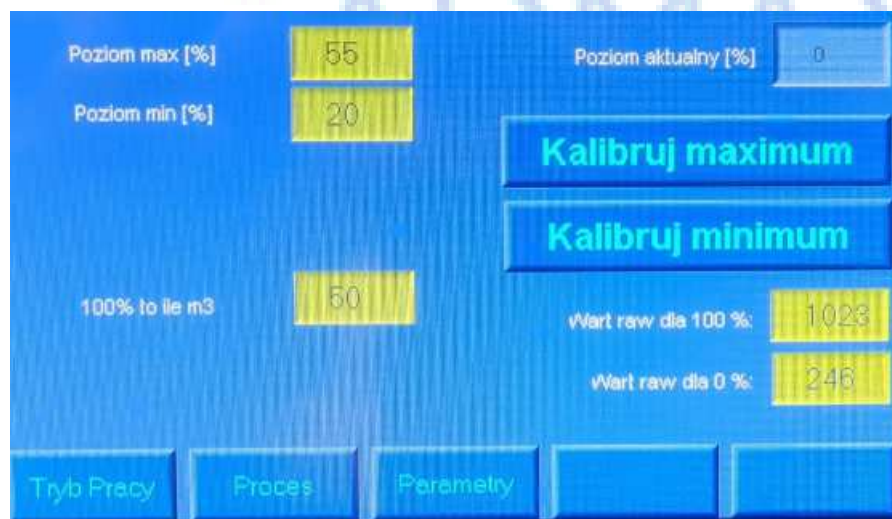 Poziom max [%] 55
Poziom aktualny [%] 0
Poziom min [%] 20
Kalibruj maximum
Kalibruj minimum
100% to ile m3 50
Wart raw dla 100 %: 1023
Wart raw dla 0 %: 246
Tryb Pracy Proces Parametry